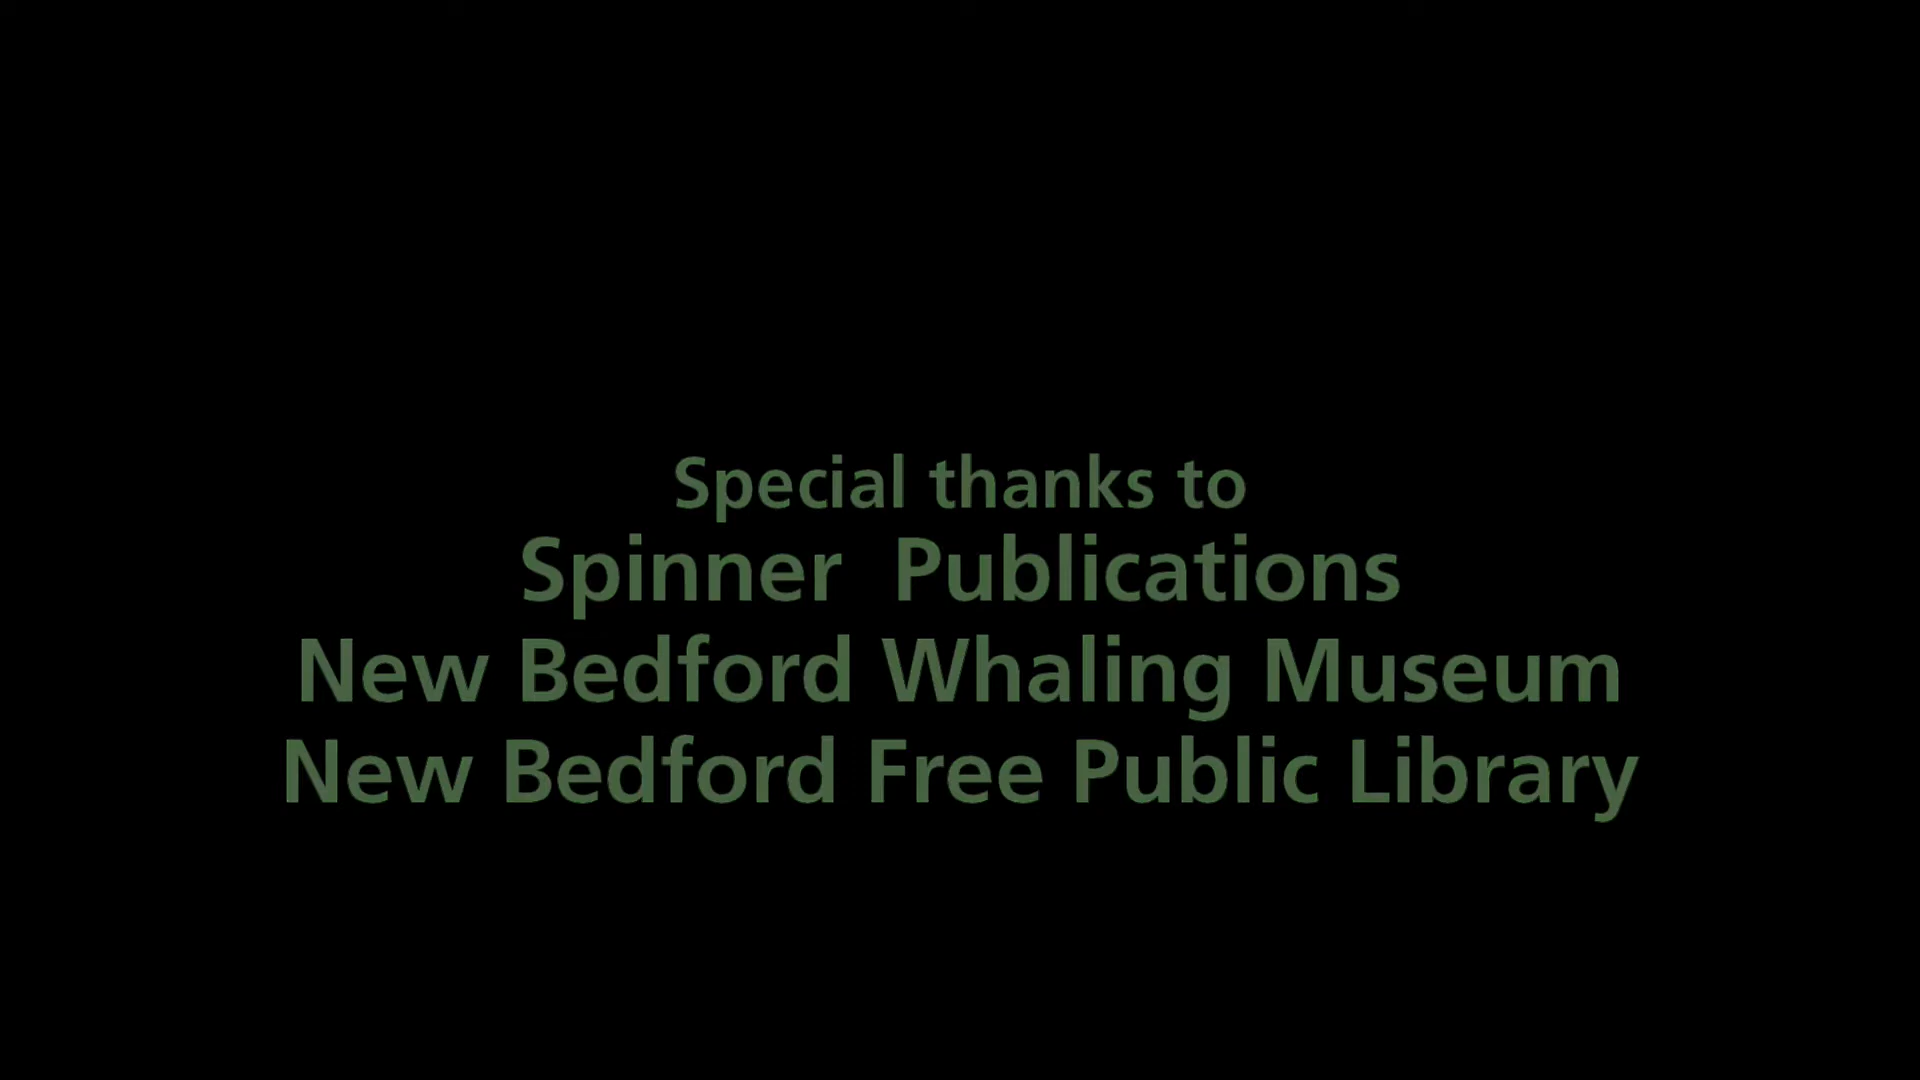 Special thanks to
Spinner  Publications
New Bedford Whaling Museum
New Bedford Free Public Library